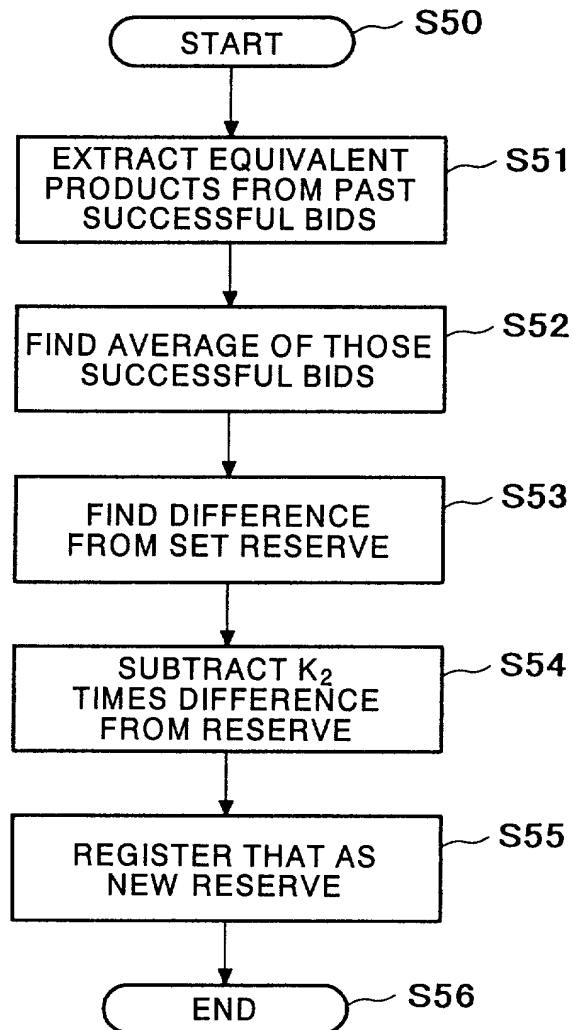 START
S50
EXTRACT EQUIVALENT
PRODUCTS FROM PAST
SUCCESSFUL BIDS
S51
FIND AVERAGE OF THOSE
SUCCESSFUL BIDS
S52
FIND DIFFERENCE
FROM SET RESERVE
S53
SUBTRACT K₂
TIMES DIFFERENCE
FROM RESERVE
S54
REGISTER THAT AS
NEW RESERVE
S55
END
S56